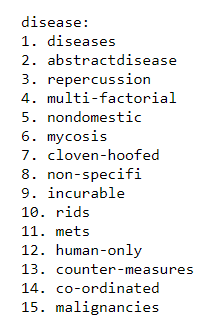 disease:
1. diseases
2. abstractdisease
3. repercussion
4. multi-factorial
5. nondomestic
6. mycosis
7. cloven-hoofed
8. non-specifi
9. incurable
10. rids
11. mets
12. human-only
13. counter-measures
14. co-ordinated
15. malignancies